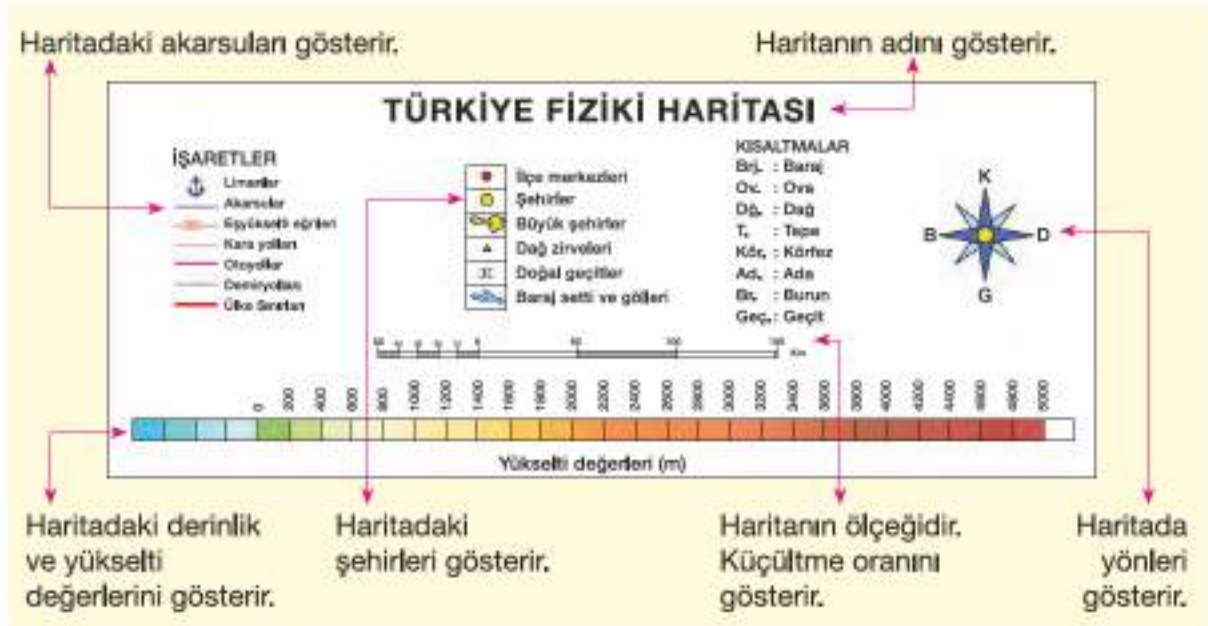 Haritadaki akarsuları gösterir.
Haritanın adını gösterir.
TÜRKİYE FİZİKİ HARİTASI
İŞARETLER
Limanlar
Akarsular
Eşyükselti eğrileri
Kara yolları
Otoyollar
Demiryolları
Ülke Sınırları
İlçe merkezleri
Şehirler
Büyük şehirler
Dağ zirveleri
Doğal geçitler
Baraj setti ve gölleri
KISALTMALAR
Brj. : Baraj
Ov. : Ova
Dğ. : Dağ
T. : Tepe
Kör. : Körfez
Ad. : Ada
Br. : Burun
Geç. : Geçit
K
B
D
G
50 0 50 100 150 Km
0 200 400 600 800 1000 1200 1400 1600 1800 2000 2200 2400 2600 2800 3000 3200 3400 3600 3800 4000 4200 4400 4600 4800 5000
Yükselti değerleri (m)
Haritadaki derinlik
ve yükselti
değerlerini gösterir.
Haritadaki
şehirleri gösterir.
Haritanın ölçeğidir.
Küçültme oranını
gösterir.
Haritada
yönleri
gösterir.